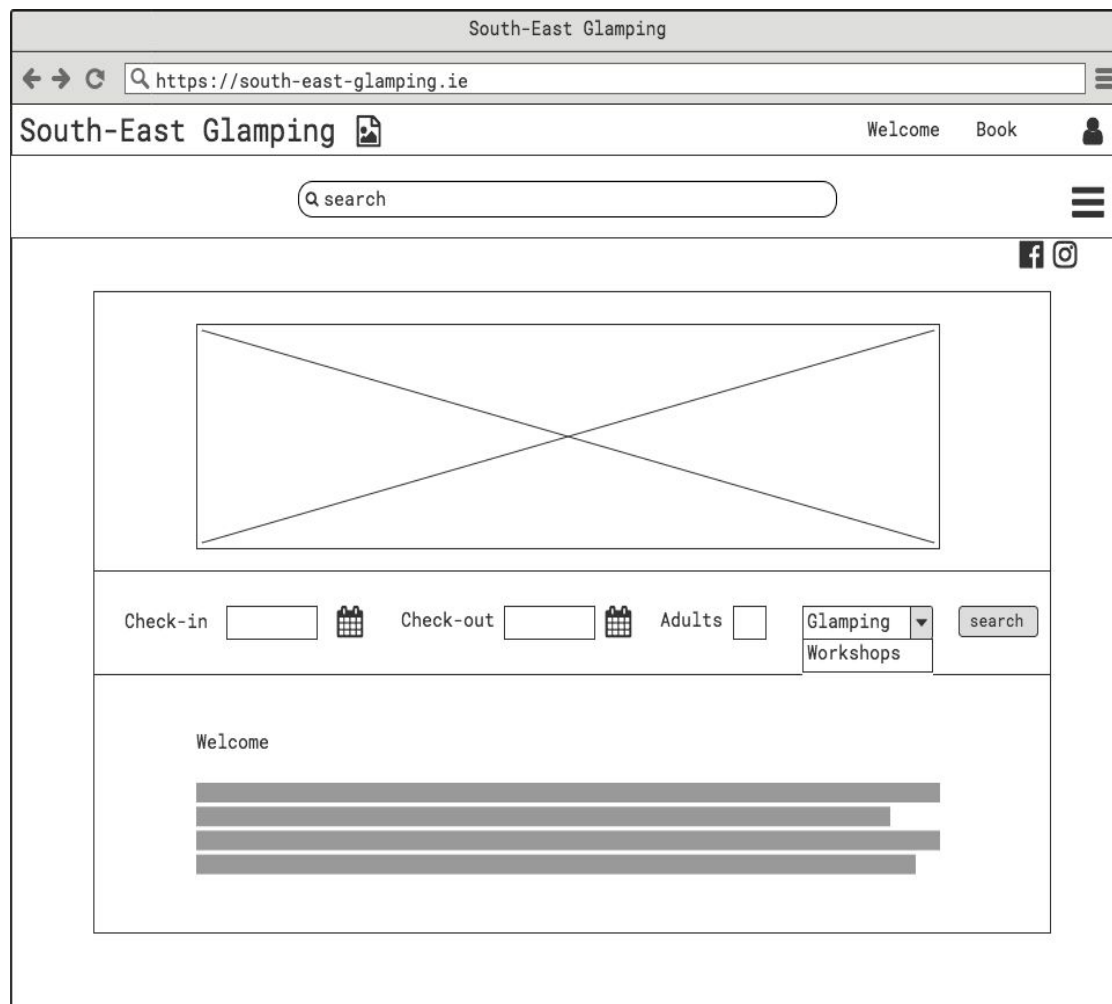 South-East Glamping
https://south-east-glamping.ie
South-East Glamping Welcome Book
search
Check-in Check-out Adults Glamping search
Workshops
Welcome